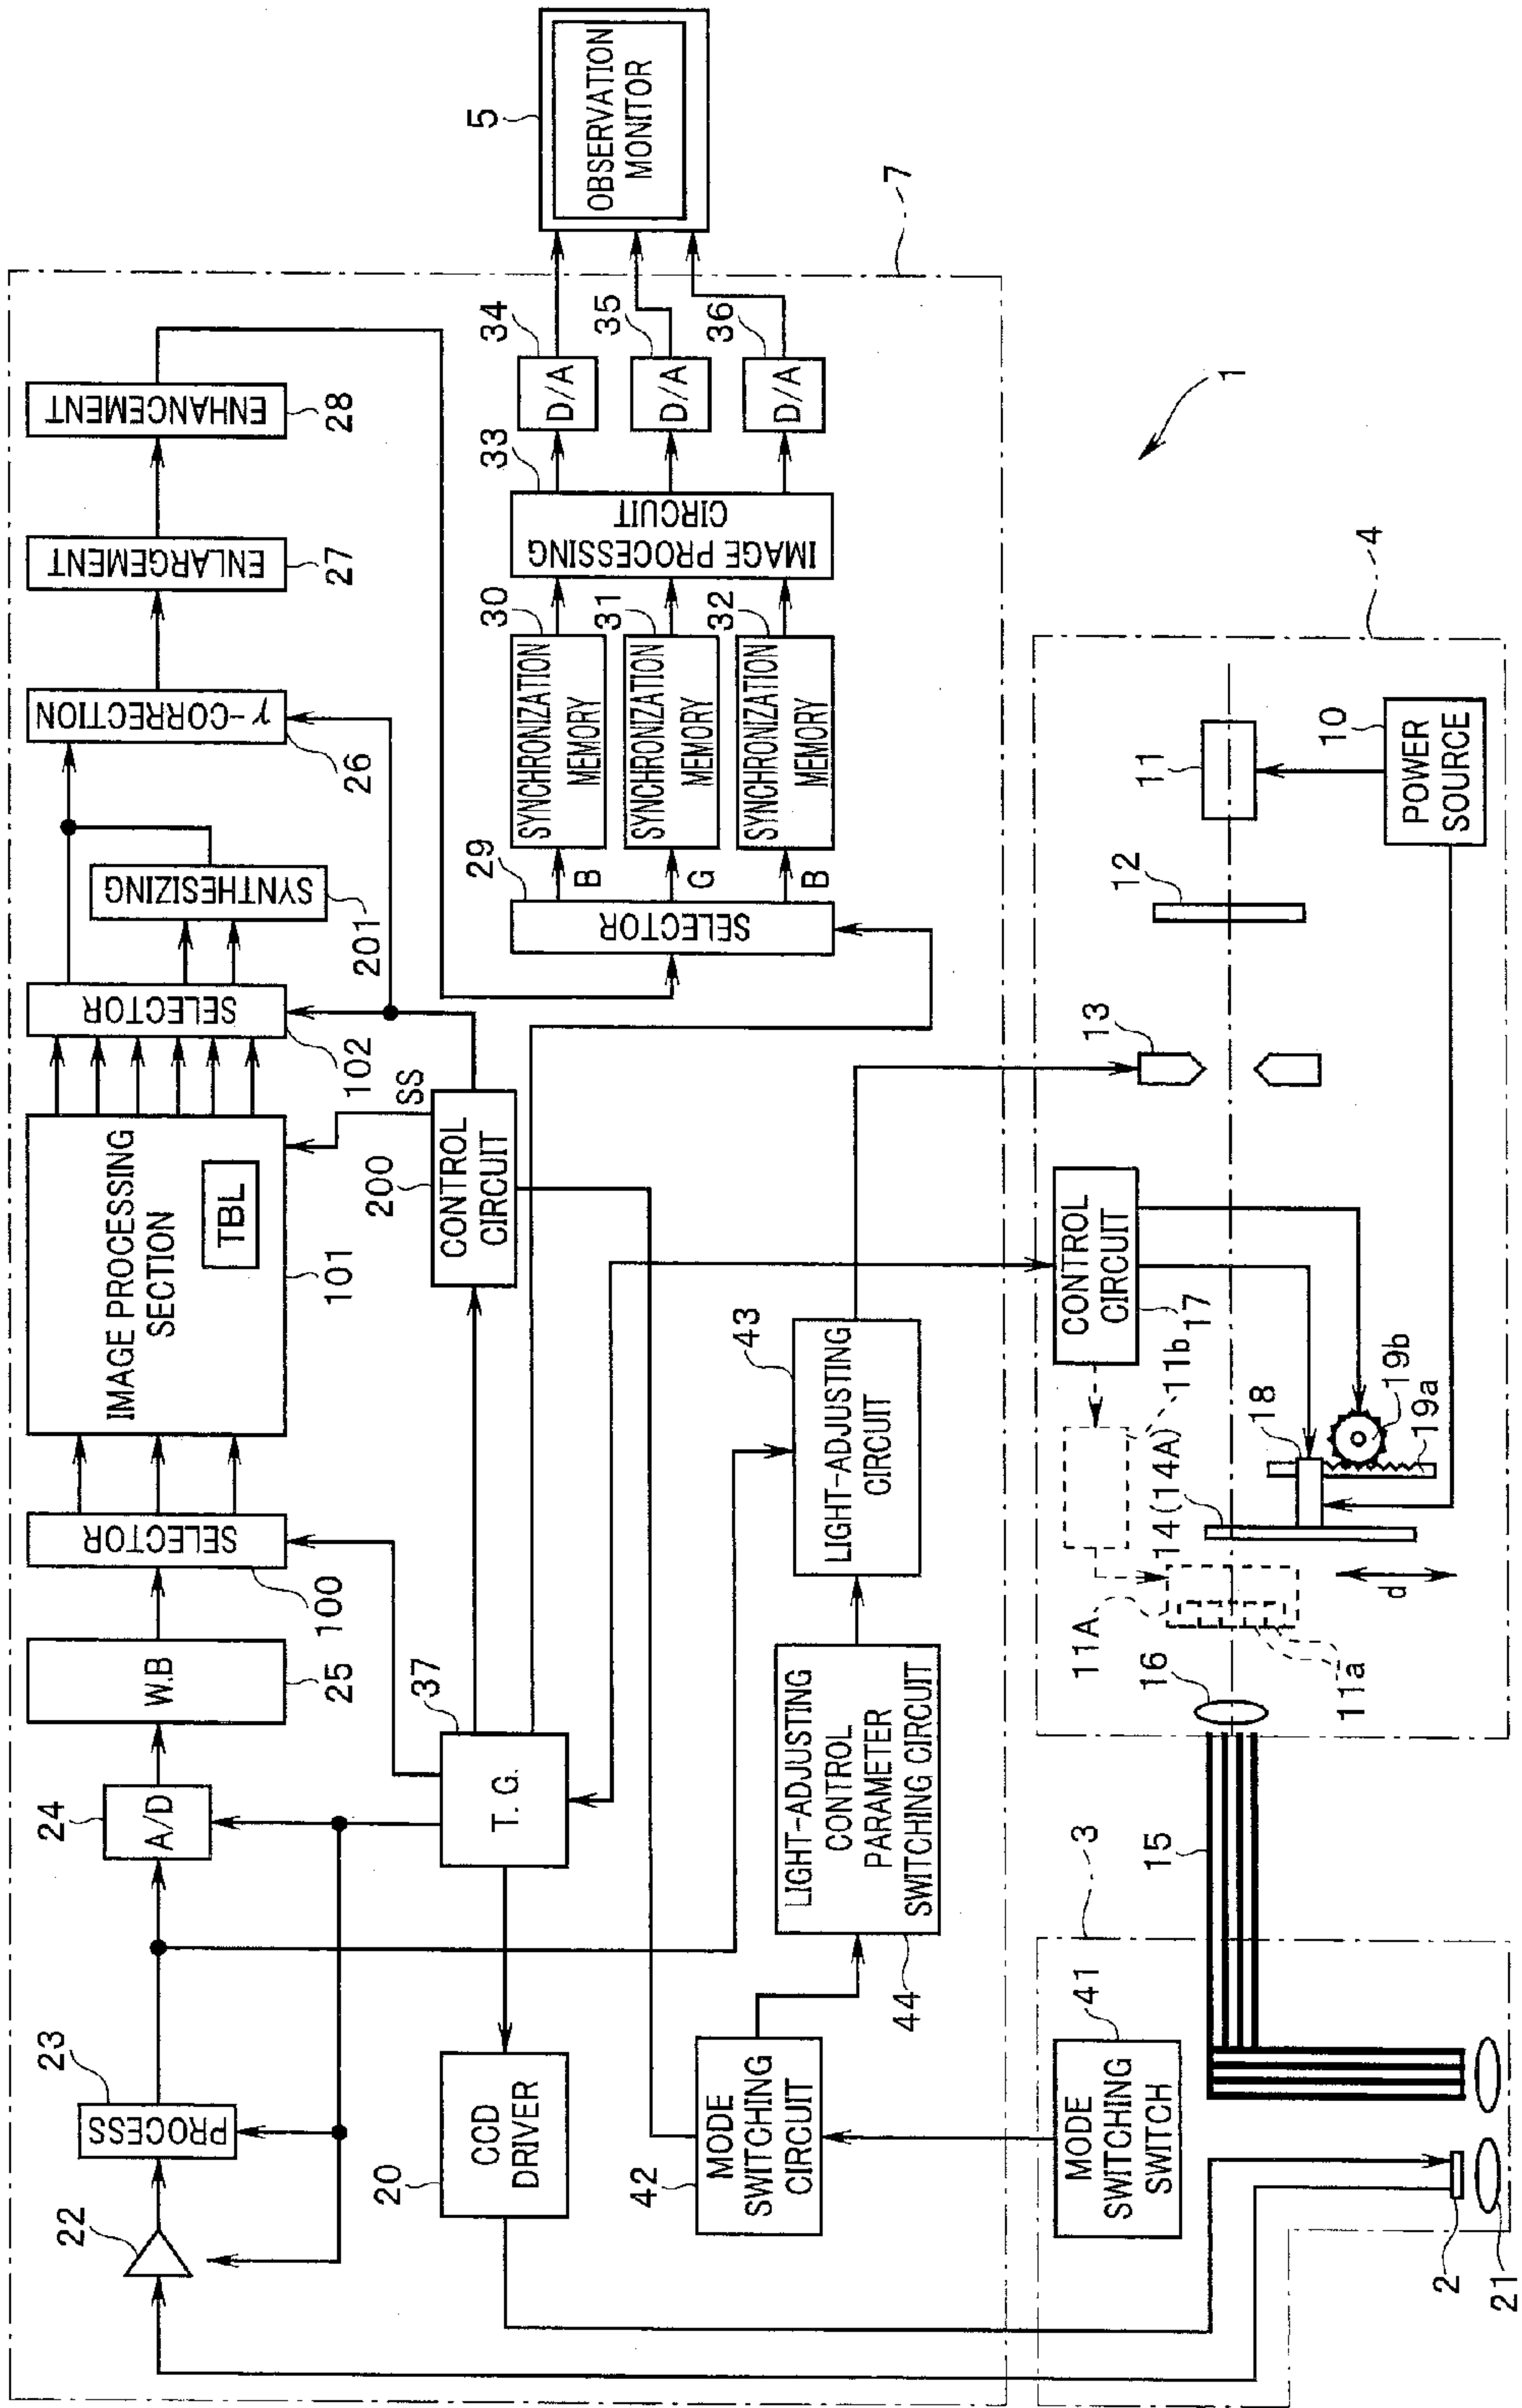 22
23
PROCESS
24
A/D
W.B
25
SELECTOR
100
IMAGE PROCESSING
SECTION
TBL
101
SELECTOR
102
SYNTHESIZING
201
γ-CORRECTION
26
ENLARGEMENT
27
ENHANCEMENT
28
20
CCD
DRIVER
37
T. G.
200
CONTROL
CIRCUIT
SS
29
SELECTOR
B
G
B
30
SYNCHRONIZATION
MEMORY
31
SYNCHRONIZATION
MEMORY
32
SYNCHRONIZATION
MEMORY
33
IMAGE PROCESSING
CIRCUIT
34
D/A
35
D/A
36
D/A
5
OBSERVATION
MONITOR
7
42
MODE
SWITCHING
CIRCUIT
44
LIGHT-ADJUSTING
CONTROL
PARAMETER
SWITCHING CIRCUIT
43
LIGHT-ADJUSTING
CIRCUIT
1
3
41
MODE
SWITCHING
SWITCH
2
21
15
4
16
11A
11a
14(14A)
11b
CONTROL
CIRCUIT
17
18
19b
19a
d
13
12
11
10
POWER
SOURCE